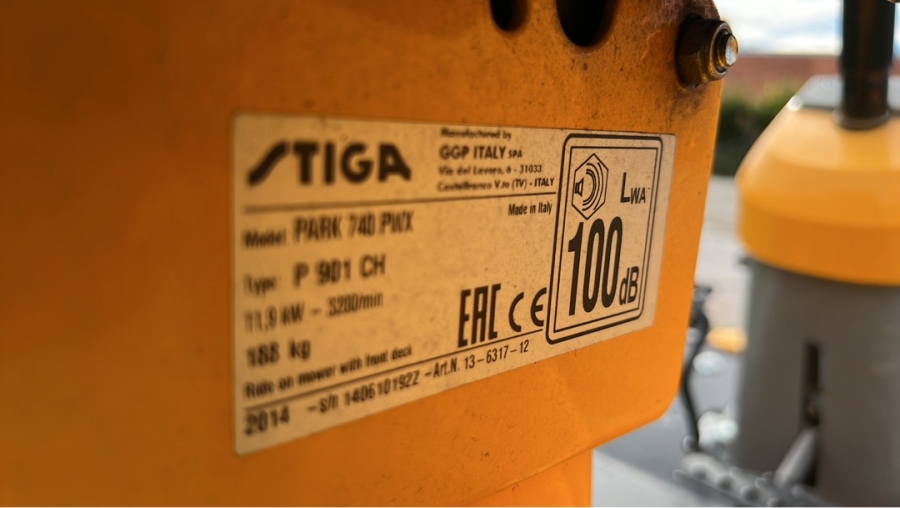 STIGA
Manufactured by
GGP ITALY SPA
Via del Lavoro, 6 - 31033
Castelfranco V.to (TV) - ITALY
Made in Italy
Model: PARK 740 PWX
Type: P 901 CH
11,9 kW - 3200/min
188 kg
Ride on mower with front deck
2014 -s/n 140610192Z -Art.N. 13-6317-12
EAC CE
LWA
100dB